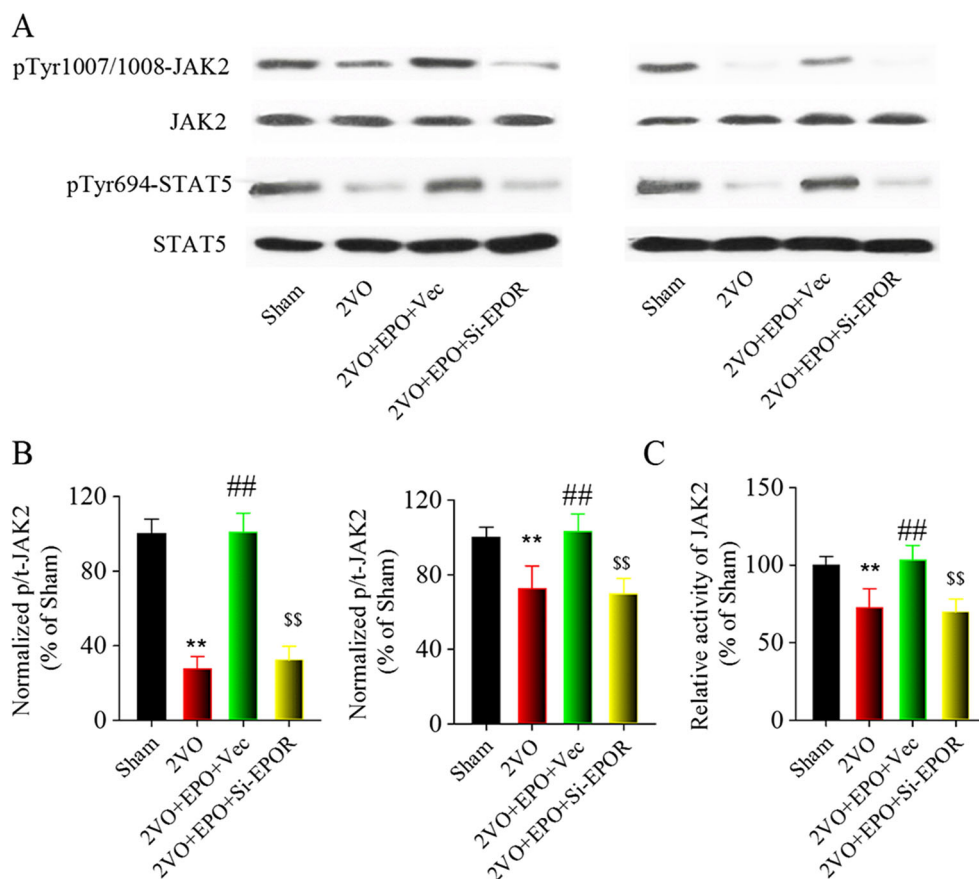 A
pTyr1007/1008-JAK2
JAK2
pTyr694-STAT5
STAT5
Sham
2VO
2VO+EPO+Vec
2VO+EPO+Si-EPOR
Sham
2VO
2VO+EPO+Vec
2VO+EPO+Si-EPOR
B
Normalized p/t-JAK2
(% of Sham)
120
80
40
0
**
##
$$
Sham
2VO
2VO+EPO+Vec
2VO+EPO+Si-EPOR
Normalized p/t-JAK2
(% of Sham)
120
80
40
0
**
##
$$
Sham
2VO
2VO+EPO+Vec
2VO+EPO+Si-EPOR
C
Relative activity of JAK2
(% of Sham)
150
100
50
0
**
##
$$
Sham
2VO
2VO+EPO+Vec
2VO+EPO+Si-EPOR